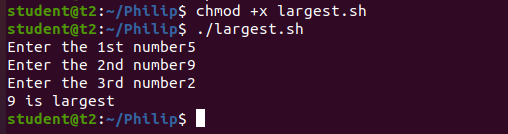 student@t2:~/Philip$ chmod +x largest.sh
student@t2:~/Philip$ ./largest.sh
Enter the 1st number5
Enter the 2nd number9
Enter the 3rd number2
9 is largest
student@t2:~/Philip$